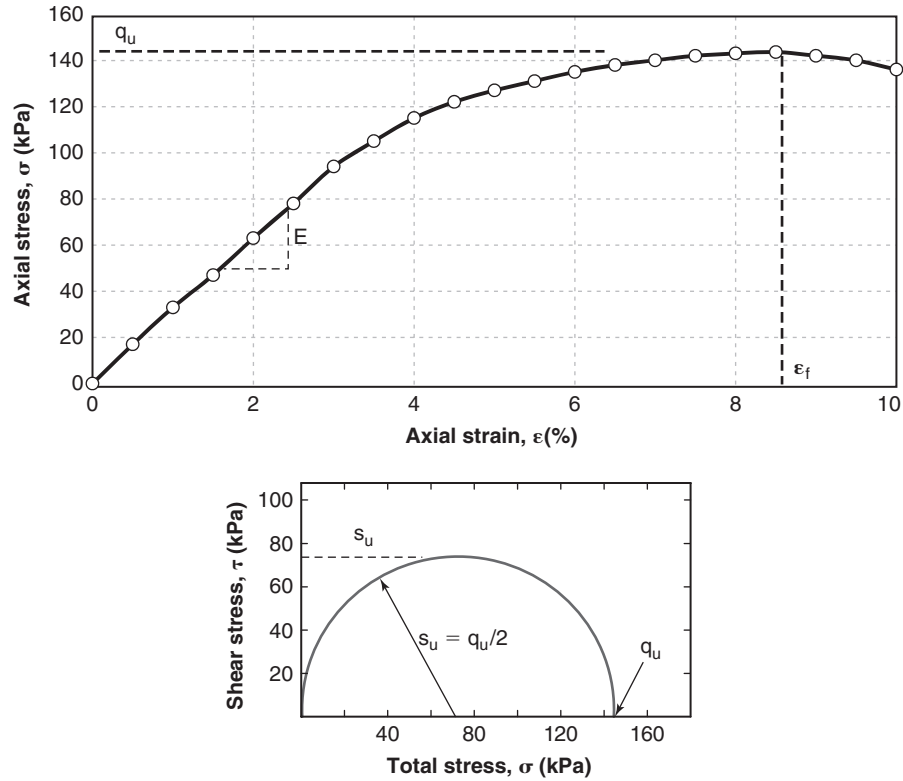 160
140
120
100
80
60
40
20
0
Axial stress, σ (kPa)
q_u
E
ε_f
0 2 4 6 8 10
Axial strain, ε(%)
100
80
60
40
20
Shear stress, τ (kPa)
s_u
s_u = q_u/2
q_u
40 80 120 160
Total stress, σ (kPa)